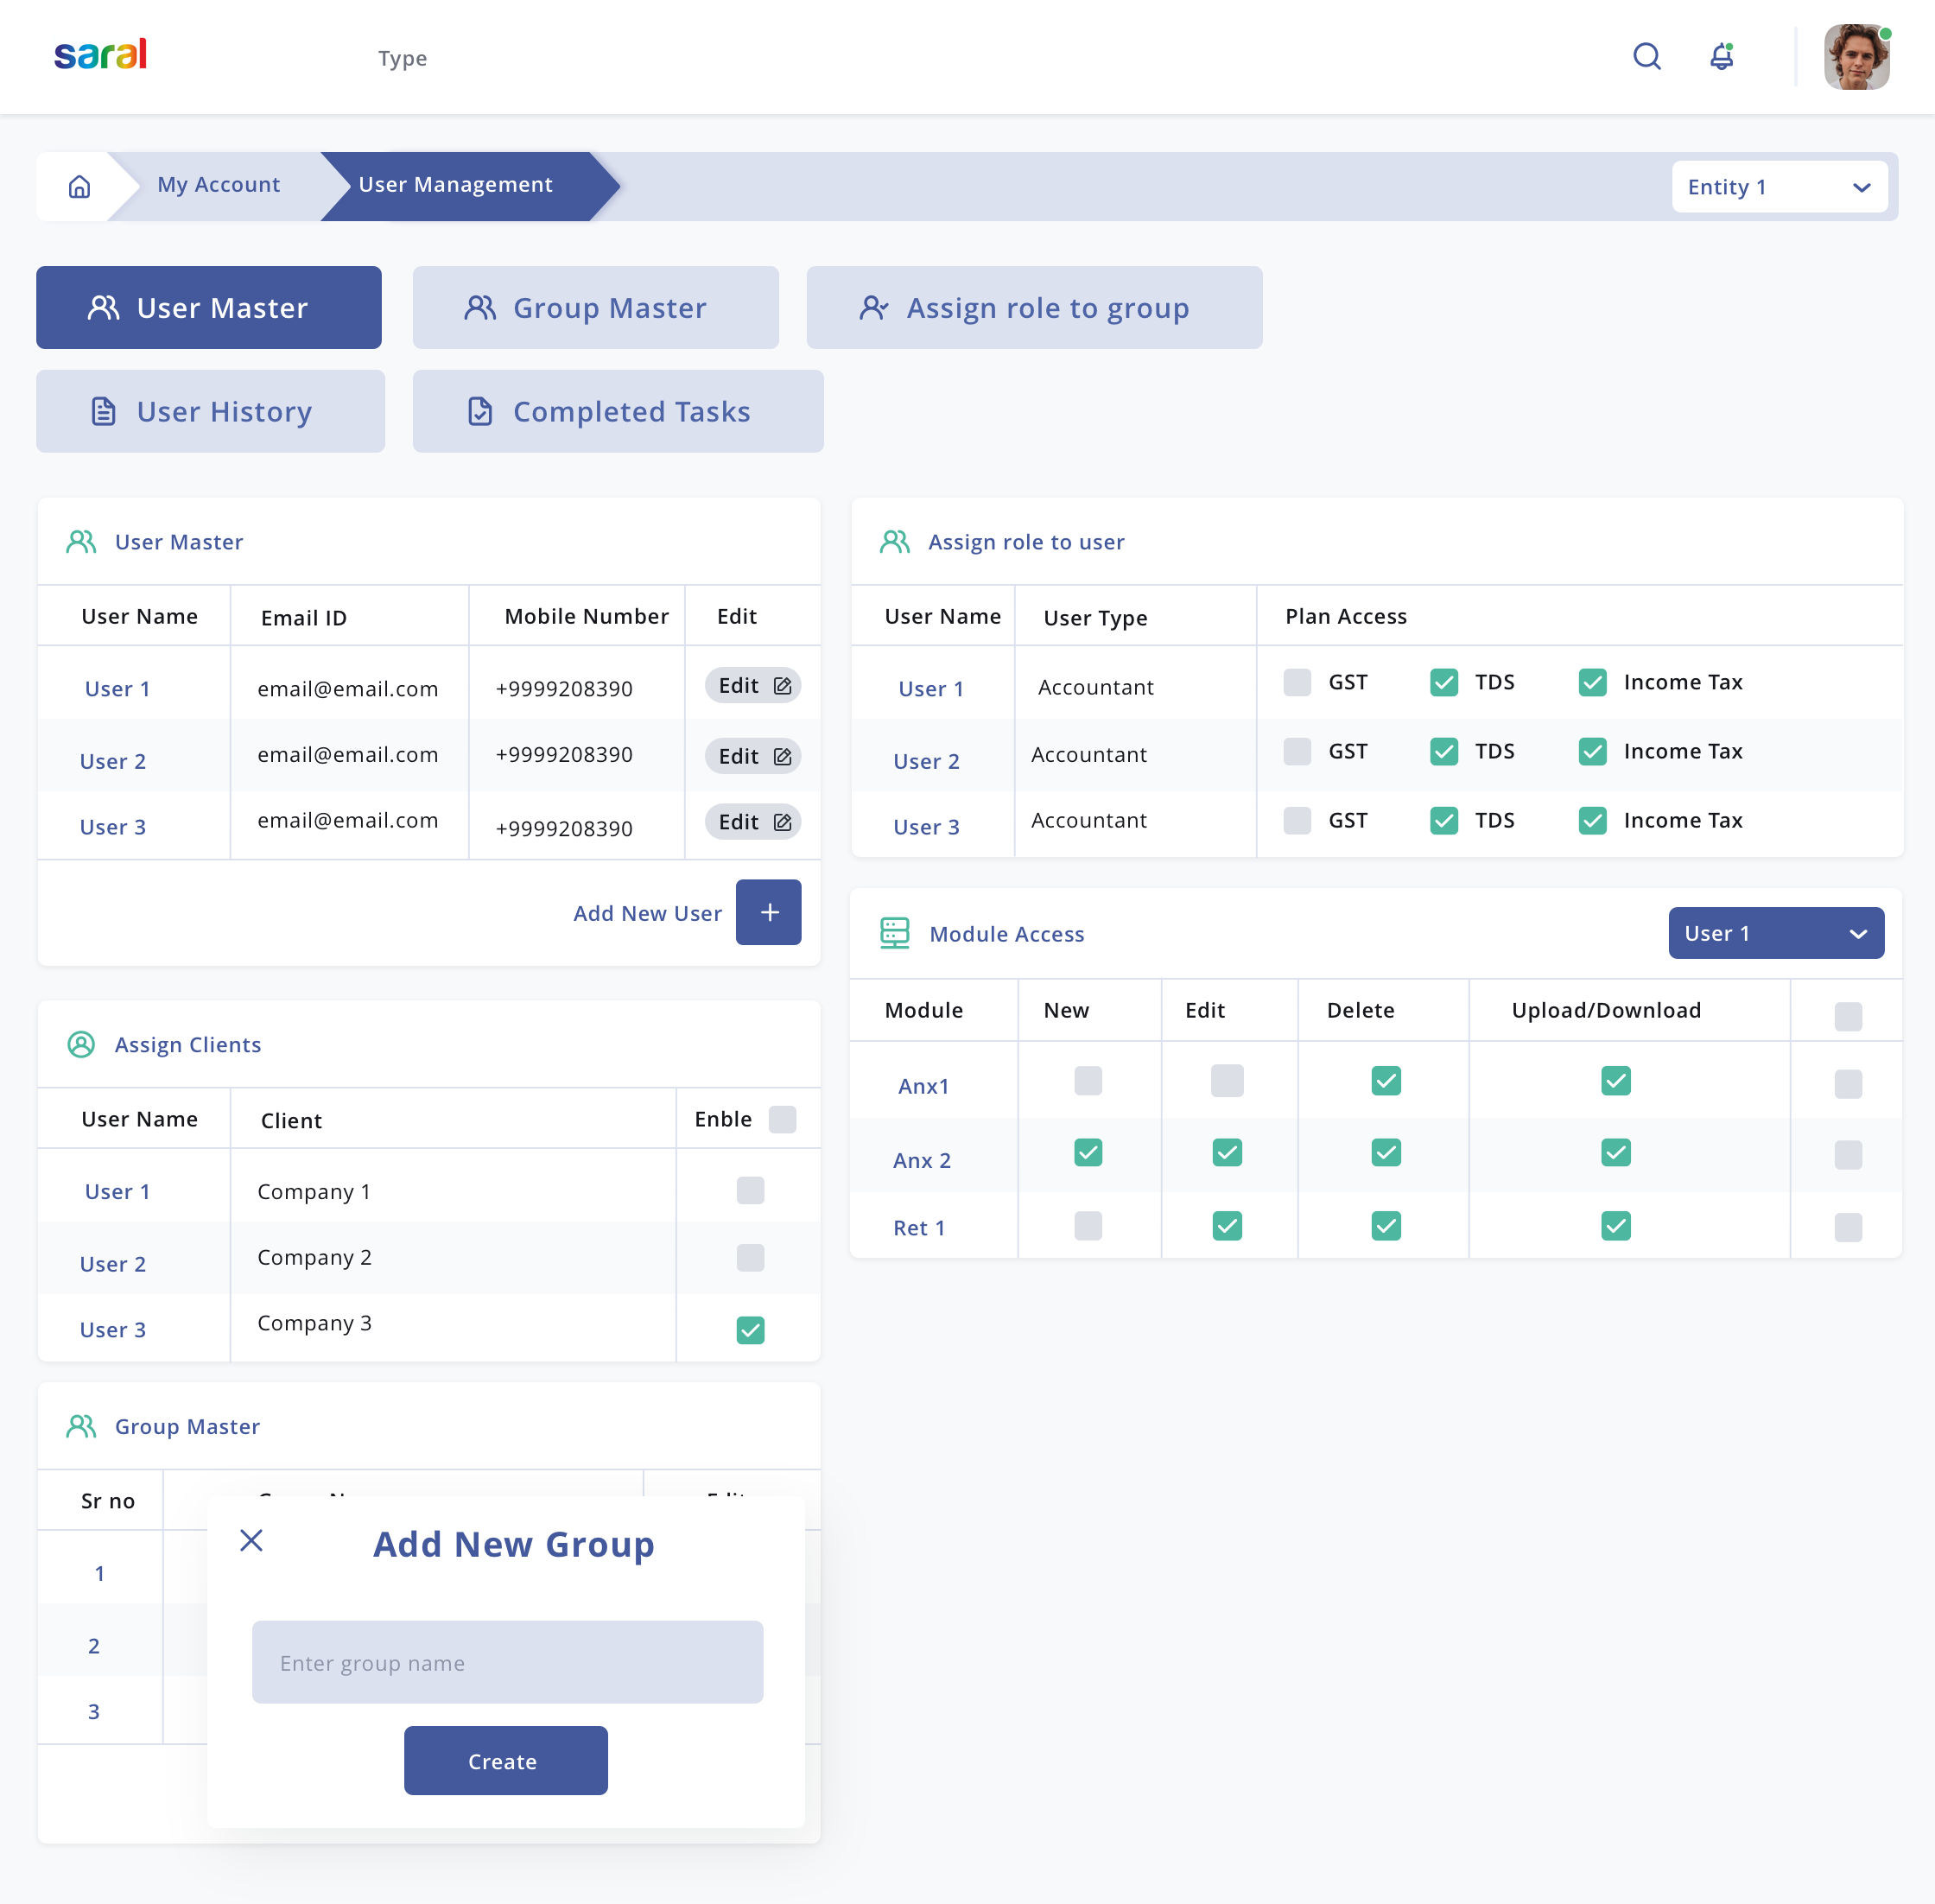 saral
Type
My Account
User Management
Entity 1
User Master
Group Master
Assign role to group
User History
Completed Tasks
User Master
User Name Email ID Mobile Number Edit
User 1 email@email.com +9999208390 Edit
User 2 email@email.com +9999208390 Edit
User 3 email@email.com +9999208390 Edit
Add New User
Assign role to user
User Name User Type Plan Access
User 1 Accountant GST TDS Income Tax
User 2 Accountant GST TDS Income Tax
User 3 Accountant GST TDS Income Tax
Module Access
User 1
Module New Edit Delete Upload/Download
Anx1
Anx 2
Ret 1
Assign Clients
User Name Client Enble
User 1 Company 1
User 2 Company 2
User 3 Company 3
Group Master
Sr no
1
2
3
Add New Group
Enter group name
Create